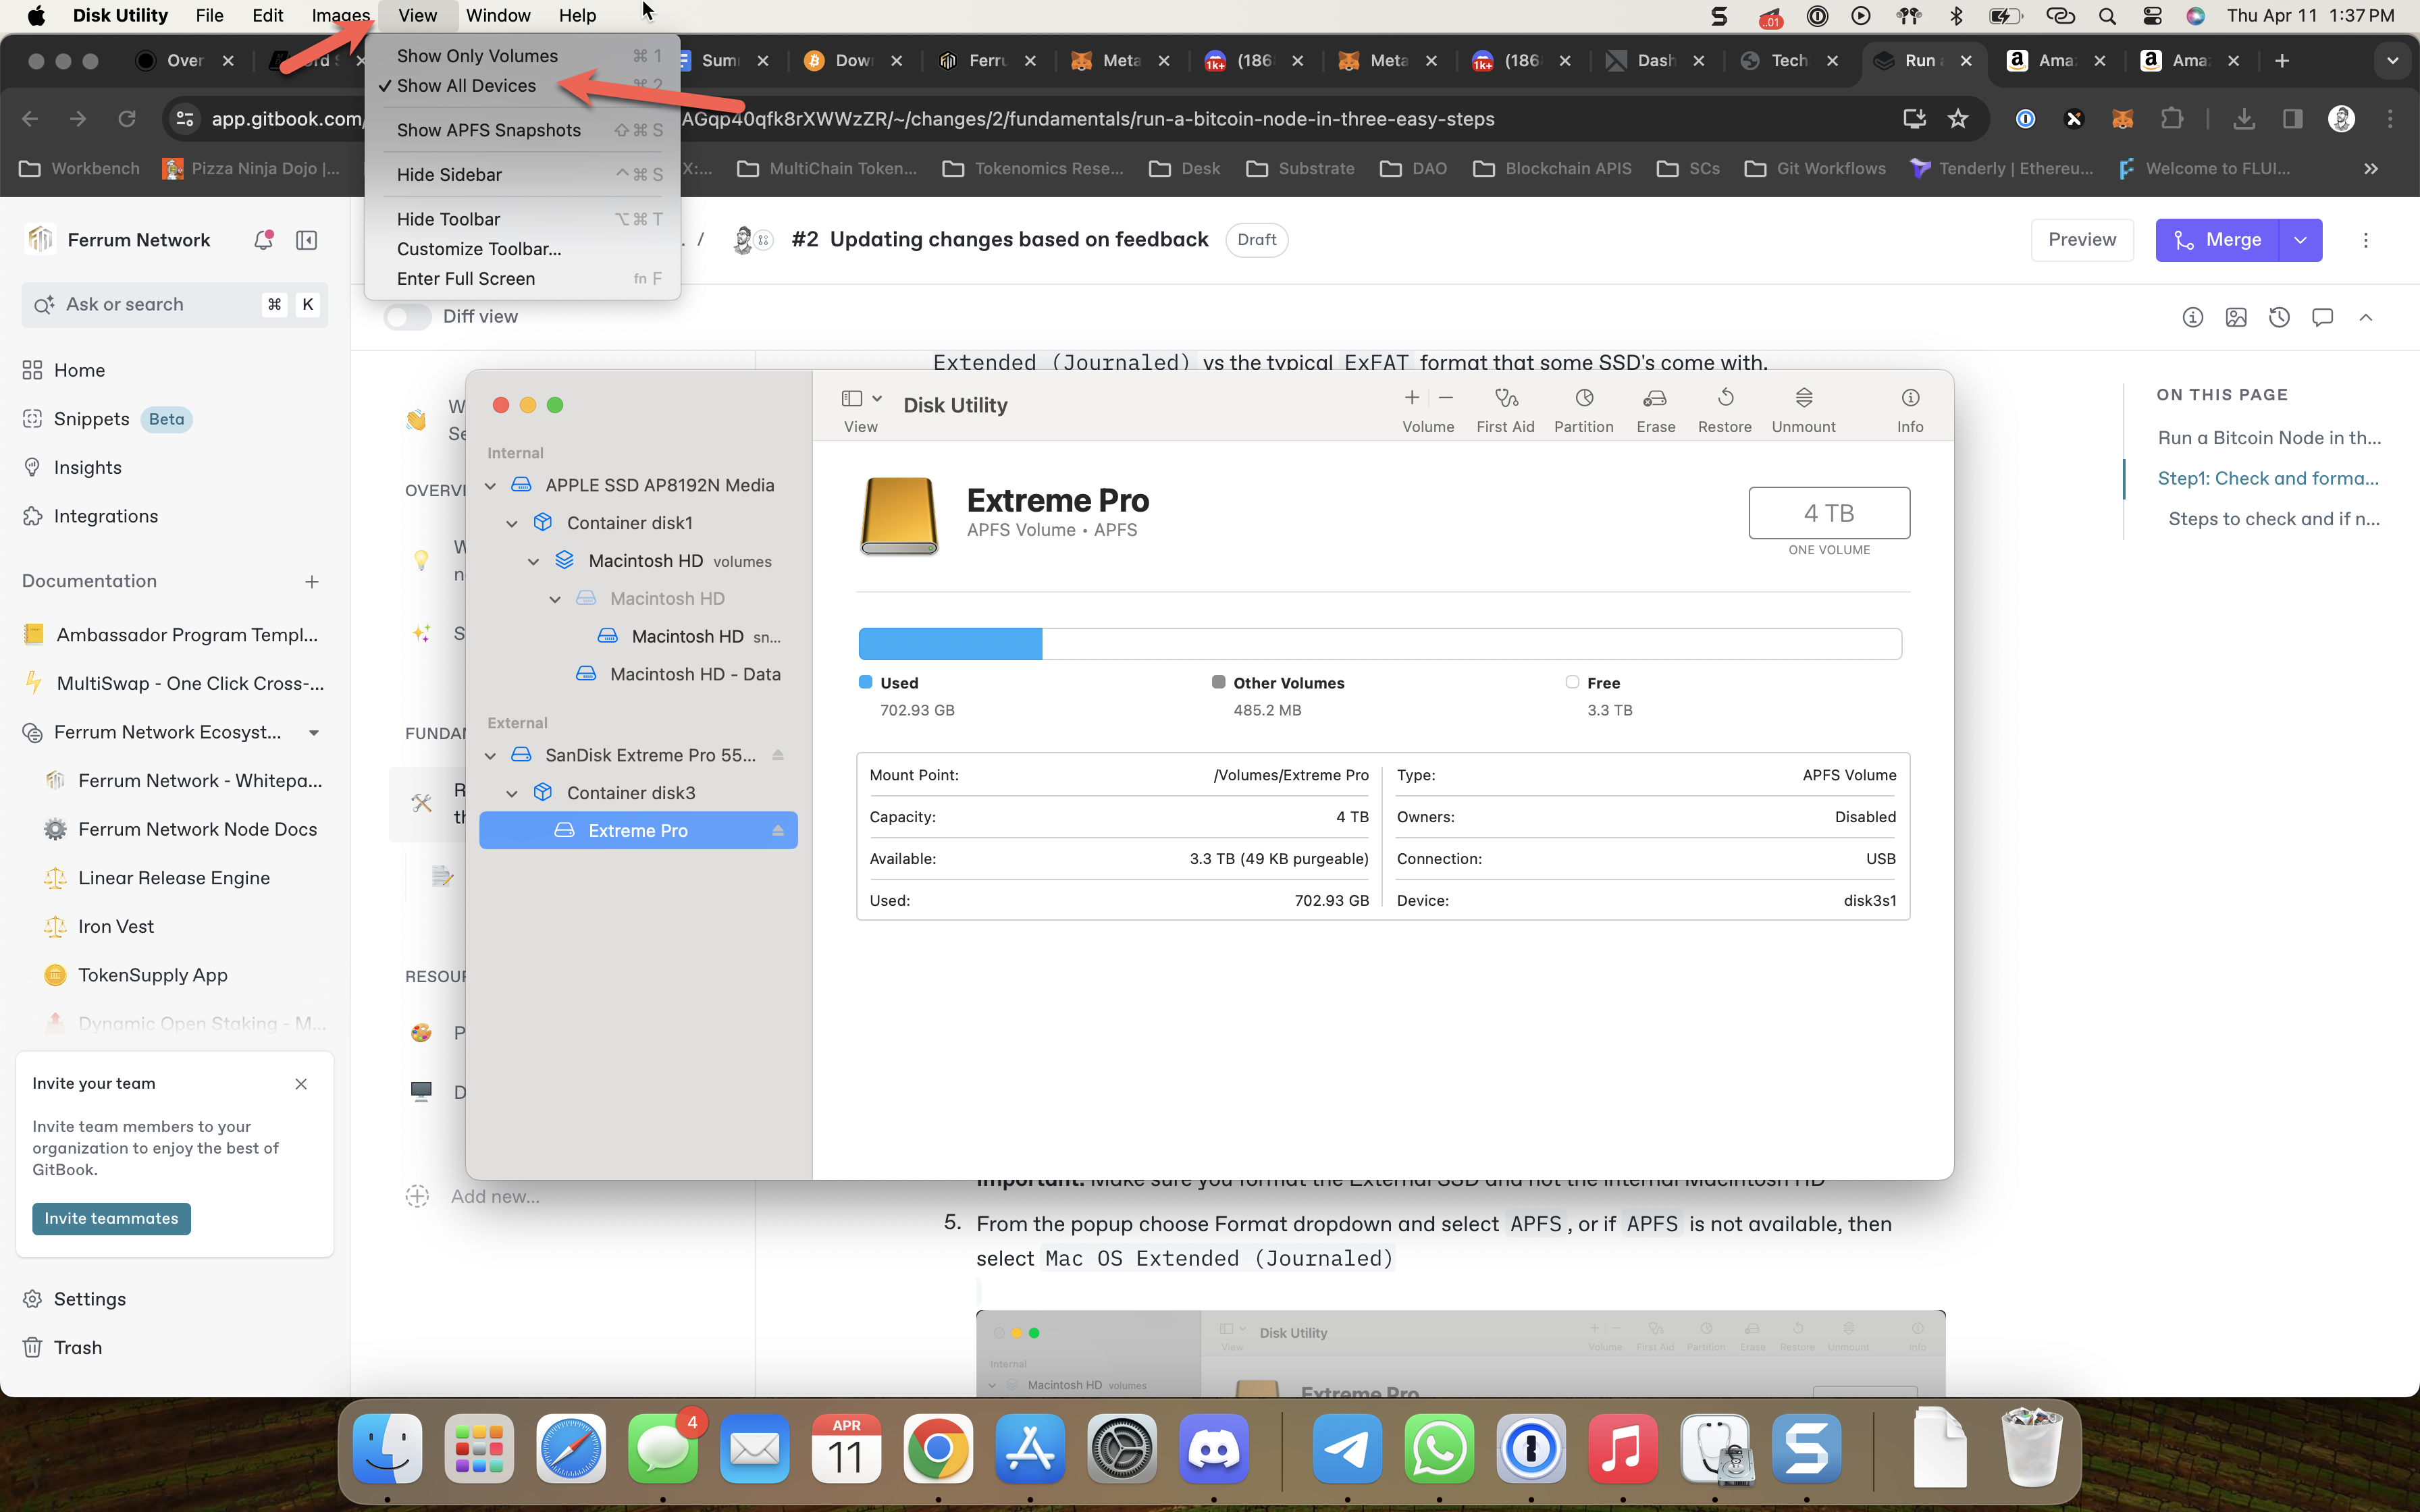 Disk Utility File Edit Images View Window Help
..01
Thu Apr 11 1:37 PM
Over
Sum
Dow
Ferru
Meta
(186
Meta
1k+
(186
Dash
Tech
Run
Ama
Ama
app.gitbook.com/
AGqp40qfk8rXWWzZR/~/changes/2/fundamentals/run-a-bitcoin-node-in-three-easy-steps
Workbench
Pizza Ninja Dojo |...
X:...
MultiChain Token...
Tokenomics Rese...
Desk
Substrate
DAO
Blockchain APIS
SCs
Git Workflows
Tenderly | Ethereu...
Welcome to FLUI...
Show Only Volumes ⌘ 1
✓ Show All Devices ⌘ 2
Show APFS Snapshots ⇧ ⌘ S
Hide Sidebar ^ ⌘ S
Hide Toolbar ⌥ ⌘ T
Customize Toolbar...
Enter Full Screen fn F
Ferrum Network
. /
#2 Updating changes based on feedback
Draft
Preview
Merge
Ask or search ⌘ K
Diff view
Home
Snippets Beta
Insights
Integrations
Documentation
Ambassador Program Templ...
MultiSwap - One Click Cross-...
Ferrum Network Ecosyst...
Ferrum Network - Whitepa...
Ferrum Network Node Docs
Linear Release Engine
Iron Vest
TokenSupply App
Dynamic Open Staking - M...
Invite your team
Invite team members to your
organization to enjoy the best of
GitBook.
Invite teammates
Settings
Trash
W
Se
OVERV
W
n
S
FUNDA
R
th
RESOUR
P
D
Add new...
Extended (Journaled) vs the typical ExFAT format that some SSD's come with.
Internal
APPLE SSD AP8192N Media
Container disk1
Macintosh HD volumes
Macintosh HD
Macintosh HD sn...
Macintosh HD - Data
External
SanDisk Extreme Pro 55...
Container disk3
Extreme Pro
View
Disk Utility
Volume
First Aid
Partition
Erase
Restore
Unmount
Info
Extreme Pro
APFS Volume • APFS
4 TB
ONE VOLUME
Used
702.93 GB
Other Volumes
485.2 MB
Free
3.3 TB
Mount Point: /Volumes/Extreme Pro
Type: APFS Volume
Capacity: 4 TB
Owners: Disabled
Available: 3.3 TB (49 KB purgeable)
Connection: USB
Used: 702.93 GB
Device: disk3s1
ON THIS PAGE
Run a Bitcoin Node in th...
Step1: Check and forma...
Steps to check and if n...
Important: Make sure you format the External SSD and not the internal Macintosh HD
5. From the popup choose Format dropdown and select APFS, or if APFS is not available, then
select Mac OS Extended (Journaled)
Disk Utility
View
Volume
First Aid
Partition
Erase
Restore
Unmount
Info
Internal
Macintosh HD volumes
Extreme Pro
4
APR
11